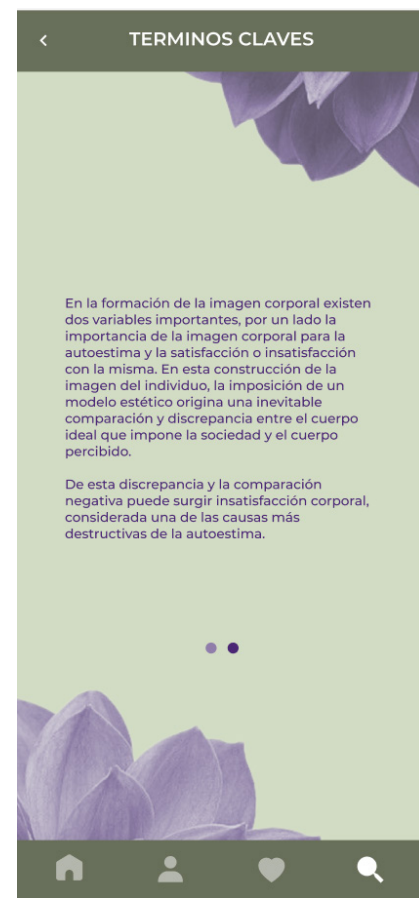 TERMINOS CLAVES
En la formación de la imagen corporal existen
dos variables importantes, por un lado la
importancia de la imagen corporal para la
autoestima y la satisfacción o insatisfacción
con la misma. En esta construcción de la
imagen del individuo, la imposición de un
modelo estético origina una inevitable
comparación y discrepancia entre el cuerpo
ideal que impone la sociedad y el cuerpo
percibido.
De esta discrepancia y la comparación
negativa puede surgir insatisfacción corporal,
considerada una de las causas más
destructivas de la autoestima.